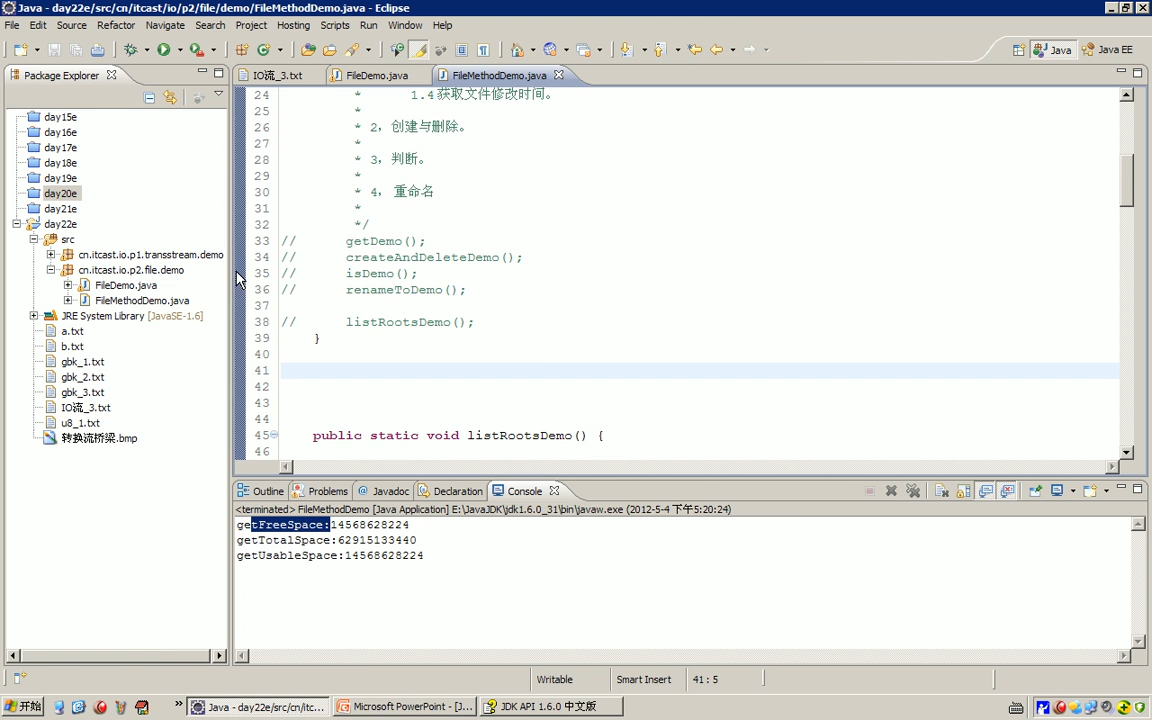 Java - day22e/src/cn/itcast/io/p2/file/demo/FileMethodDemo.java - Eclipse
File Edit Source Refactor Navigate Search Project Hosting Scripts Run Window Help
Java Java EE
Package Explorer
IO流_3.txt FileDemo.java FileMethodDemo.java
day15e
day16e
day17e
day18e
day19e
day20e
day21e
day22e
src
cn.itcast.io.p1.transstream.demo
cn.itcast.io.p2.file.demo
FileDemo.java
FileMethodDemo.java
JRE System Library [JavaSE-1.6]
a.txt
b.txt
gbk_1.txt
gbk_2.txt
gbk_3.txt
IO流_3.txt
u8_1.txt
转换流桥梁.bmp
24 * 1.4获取文件修改时间。
25 *
26 * 2，创建与删除。
27 *
28 * 3，判断。
29 *
30 * 4， 重命名
31 *
32 */
33 // getDemo();
34 // createAndDeleteDemo();
35 // isDemo();
36 // renameToDemo();
37
38 // listRootsDemo();
39 }
40
41
42
43
44
45 public static void listRootsDemo() {
46
Outline Problems @ Javadoc Declaration Console
<terminated> FileMethodDemo [Java Application] E:\JavaJDK\jdk1.6.0_31\bin\javaw.exe (2012-5-4 下午5:20:24)
getFreeSpace:14568628224
getTotalSpace:62915133440
getUsableSpace:14568628224
Writable Smart Insert 41 : 5
开始 » Java - day22e/src/cn/itc... Microsoft PowerPoint - [J... JDK API 1.6.0 中文版